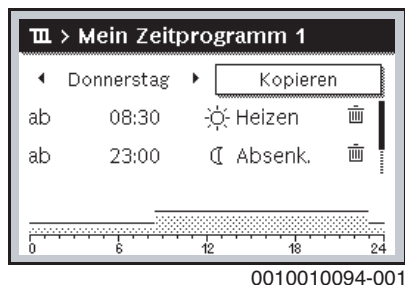 > Mein Zeitprogramm 1
Donnerstag Kopieren
ab 08:30 Heizen
ab 23:00 Absenk.
0 6 12 18 24
0010010094-001